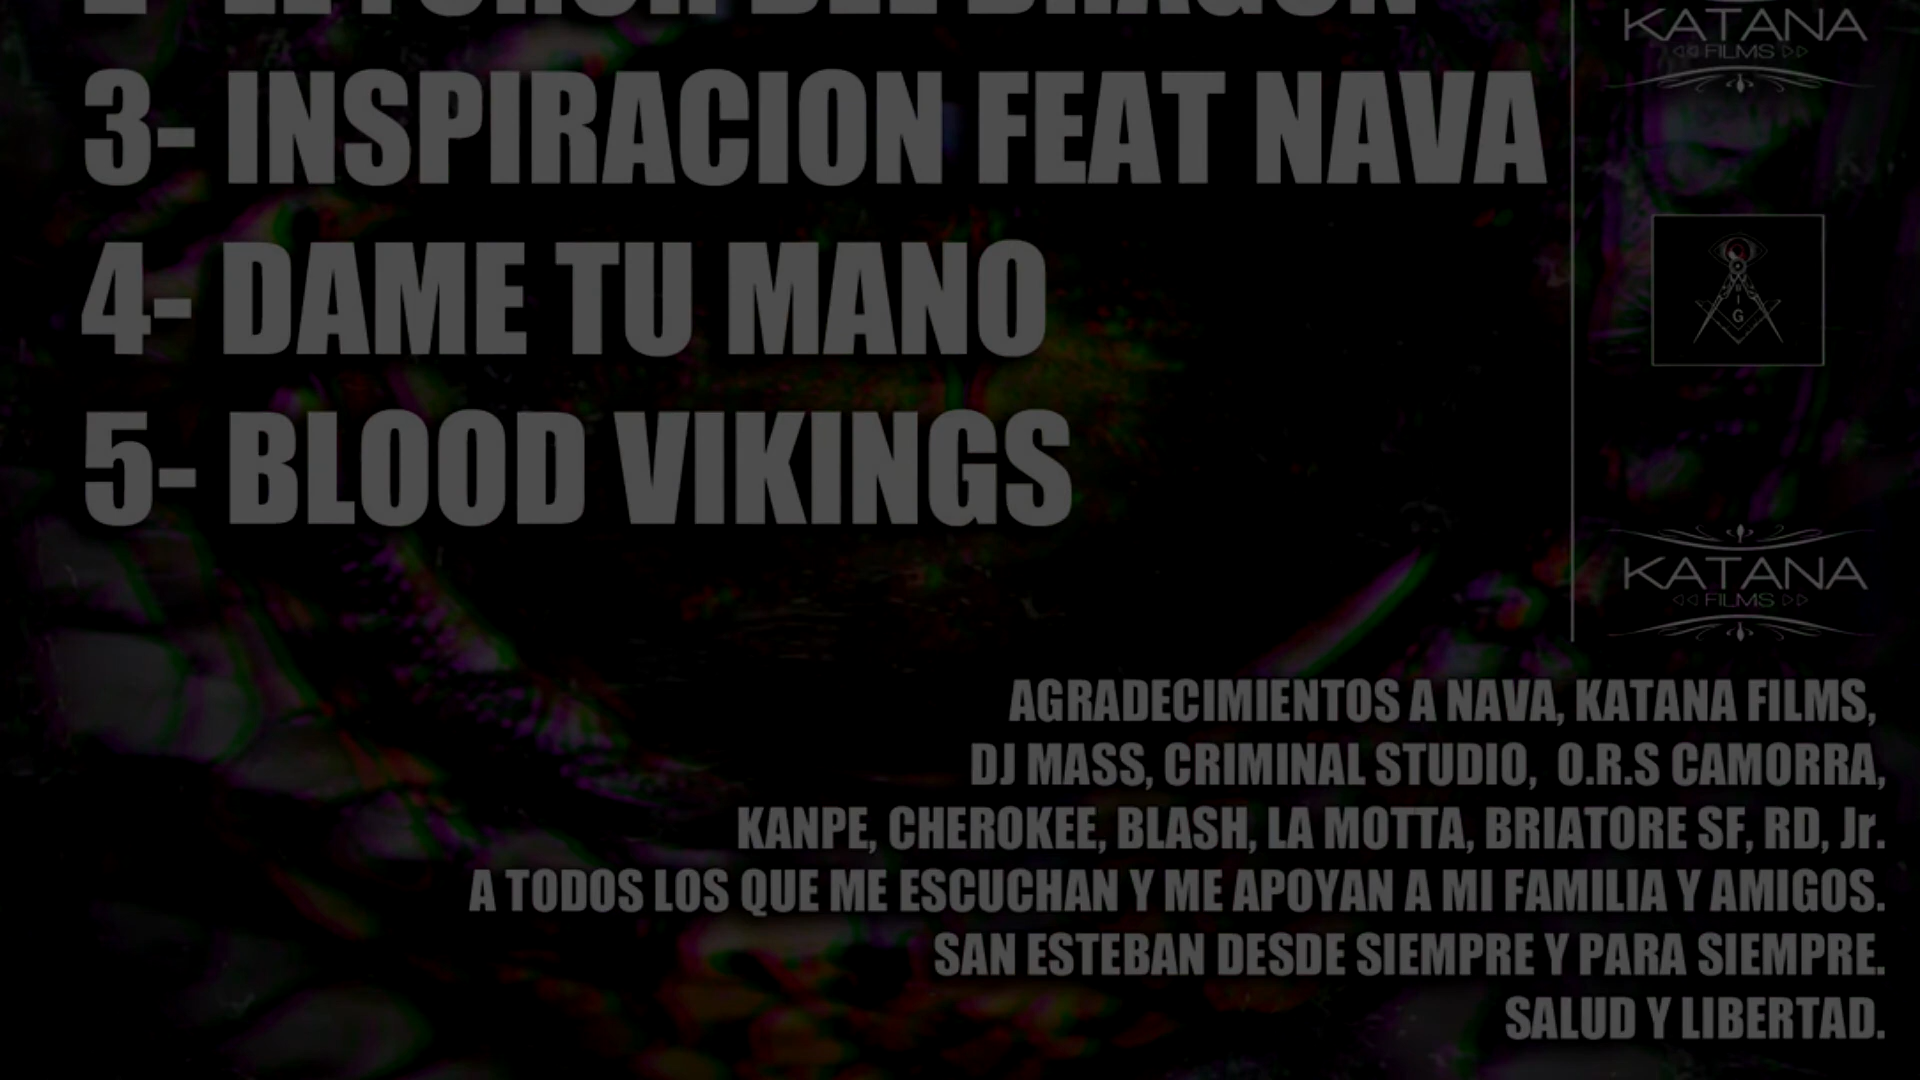 DEL DRAGON
3- INSPIRACION FEAT NAVA
4- DAME TU MANO
5- BLOOD VIKINGS
KATANA
FILMS
G
KATANA
FILMS
AGRADECIMIENTOS A NAVA, KATANA FILMS,
DJ MASS, CRIMINAL STUDIO, O.R.S CAMORRA,
KANPE, CHEROKEE, BLASH, LA MOTTA, BRIATORE SF, RD, Jr.
A TODOS LOS QUE ME ESCUCHAN Y ME APOYAN A MI FAMILIA Y AMIGOS.
SAN ESTEBAN DESDE SIEMPRE Y PARA SIEMPRE.
SALUD Y LIBERTAD.